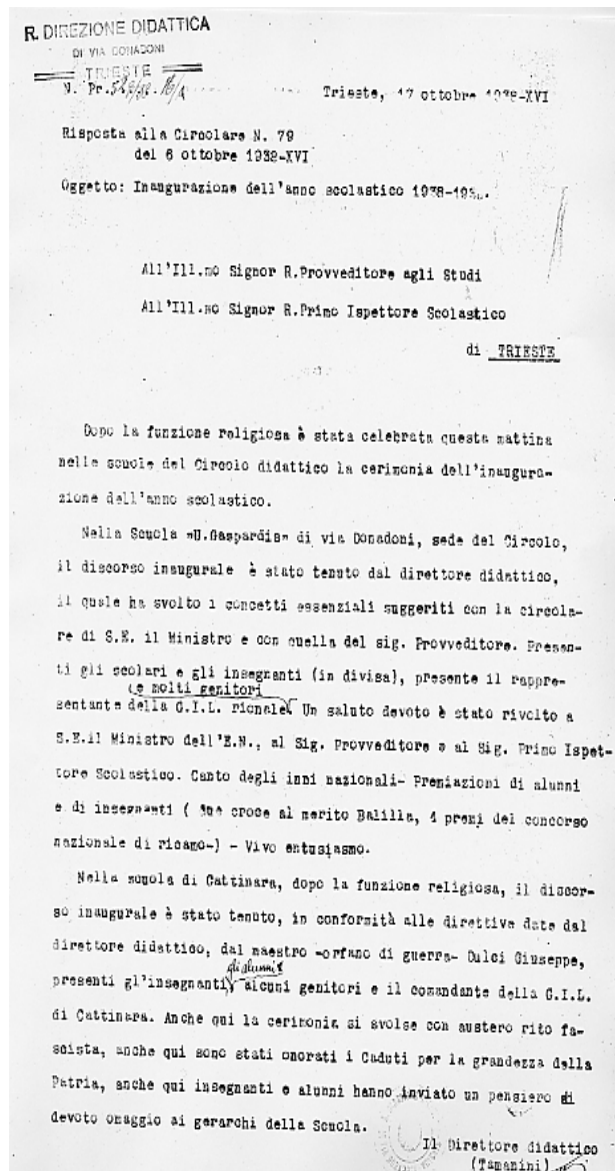 R. DIREZIONE DIDATTICA
DI VIA DONADONI
TRIESTE
N. Pr.
Trieste, 17 ottobre 1938-XVI
Risposta alla Circolare N. 79
del 6 ottobre 1938-XVI
Oggetto: Inaugurazione dell'anno scolastico 1938-193
All'Ill.mo Signor R.Provveditore agli Studi
All'Ill.mo Signor R.Primo Ispettore Scolastico
di TRIESTE
Dopo la funzione religiosa è stata celebrata questa mattina
nelle scuole del Circolo didattico la cerimonia dell'inaugura-
zione dell'anno scolastico.
Nella Scuola "U.Gaspardis" di via Donadoni, sede del Circolo,
il discorso inaugurale è stato tenuto dal direttore didattico,
il quale ha svolto i concetti essenziali suggeriti con la circola-
re di S.E. il Ministro e con quella del sig. Provveditore. Presen-
ti gli scolari e gli insegnanti (in divisa), presente il rappre-
e molti genitori
sentante della G.I.L. rionale. Un saluto devoto è stato rivolto a
S.E.il Ministro dell'E.N., al Sig. Provveditore e al Sig. Primo Ispet-
tore Scolastico. Canto degli inni nazionali- Premiazioni di alunni
e di insegnanti ( croce al merito Balilla, 4 premi del concorso
nazionale di ricamo-) - Vivo entusiasmo.
Nella scuola di Cattinara, dopo la funzione religiosa, il discor-
so inaugurale è stato tenuto, in conformità alle direttive date dal
direttore didattico, dal maestro -orfano di guerra- Dulci Giuseppe,
gli alunni
presenti gl'insegnanti, alcuni genitori e il comandante della G.I.L.
di Cattinara. Anche qui la cerimonia si svolse con austero rito fa-
scista, anche qui sono stati onorati i Caduti per la grandezza della
Patria, anche qui insegnanti e alunni hanno inviato un pensiero di
devoto omaggio ai gerarchi della Scuola.
Il Direttore didattico
(Tamanini)